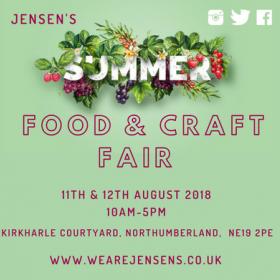 JENSEN'S
SUMMER
FOOD & CRAFT
FAIR
11TH & 12TH AUGUST 2018
10AM-5PM
KIRKHARLE COURTYARD, NORTHUMBERLAND, NE19 2PE
WWW.WEAREJENSENS.CO.UK